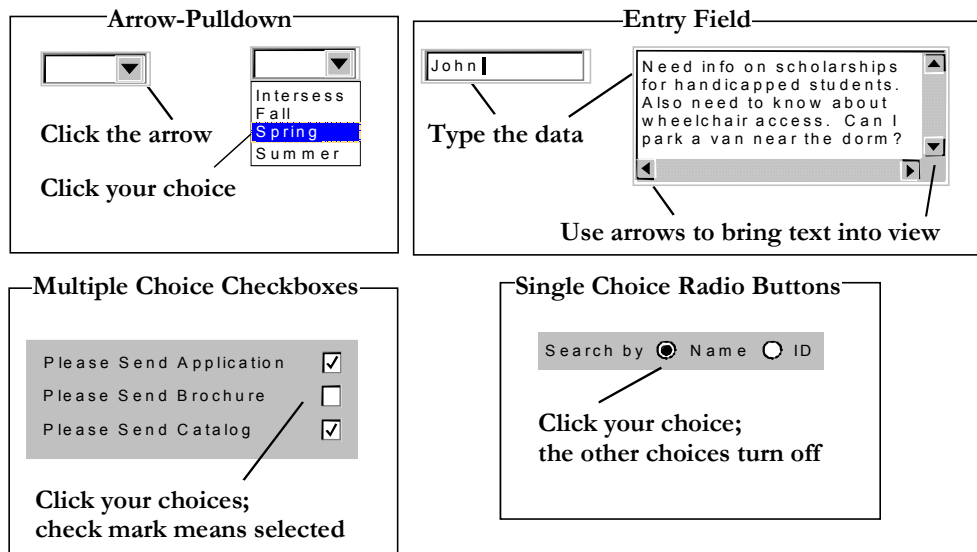 Arrow-Pulldown
Click the arrow
Intersess
Fall
Spring
Summer
Click your choice
Entry Field
John
Need info on scholarships
for handicapped students.
Also need to know about
wheelchair access. Can I
park a van near the dorm?
Type the data
Use arrows to bring text into view
Multiple Choice Checkboxes
Please Send Application
Please Send Brochure
Please Send Catalog
Click your choices;
check mark means selected
Single Choice Radio Buttons
Search by Name ID
Click your choice;
the other choices turn off